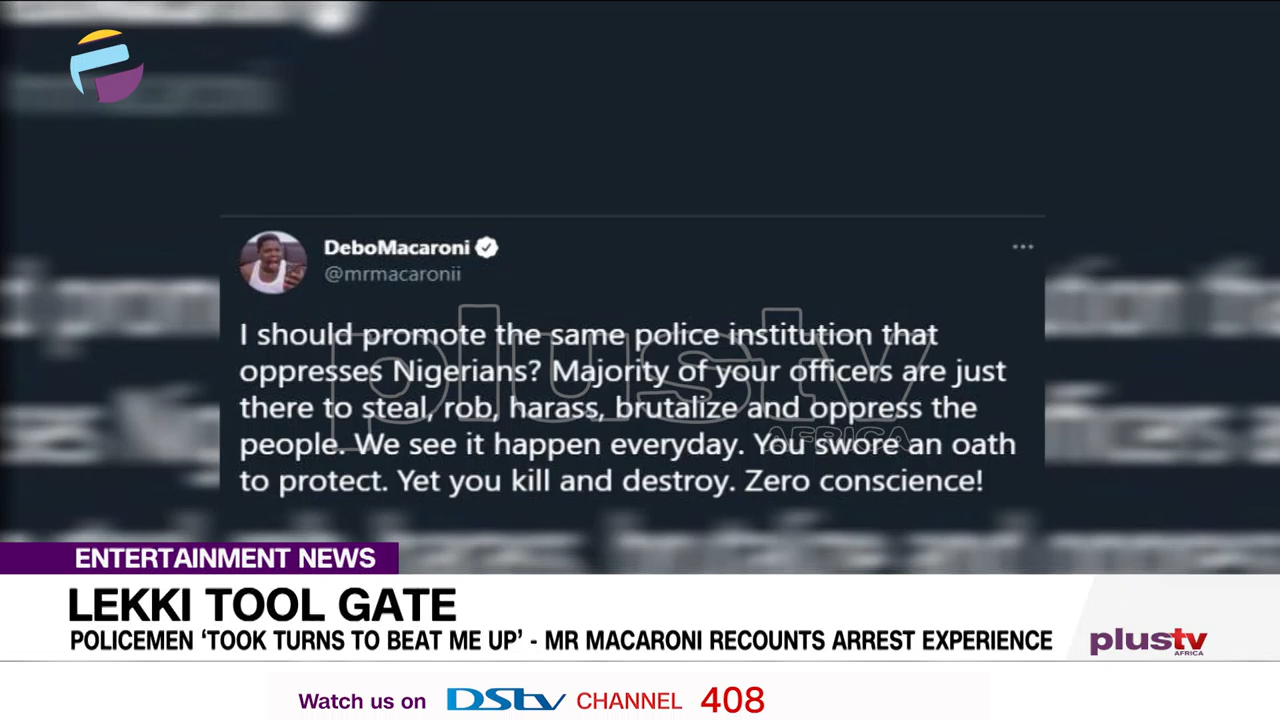 DeboMacaroni
@mrmacaronii
I should promote the same police institution that
oppresses Nigerians? Majority of your officers are just
there to steal, rob, harass, brutalize and oppress the
people. We see it happen everyday. You swore an oath
to protect. Yet you kill and destroy. Zero conscience!
plustv
AFRICA
ENTERTAINMENT NEWS
LEKKI TOOL GATE
POLICEMEN ‘TOOK TURNS TO BEAT ME UP’ - MR MACARONI RECOUNTS ARREST EXPERIENCE
plustv
AFRICA
Watch us on DStv CHANNEL 408